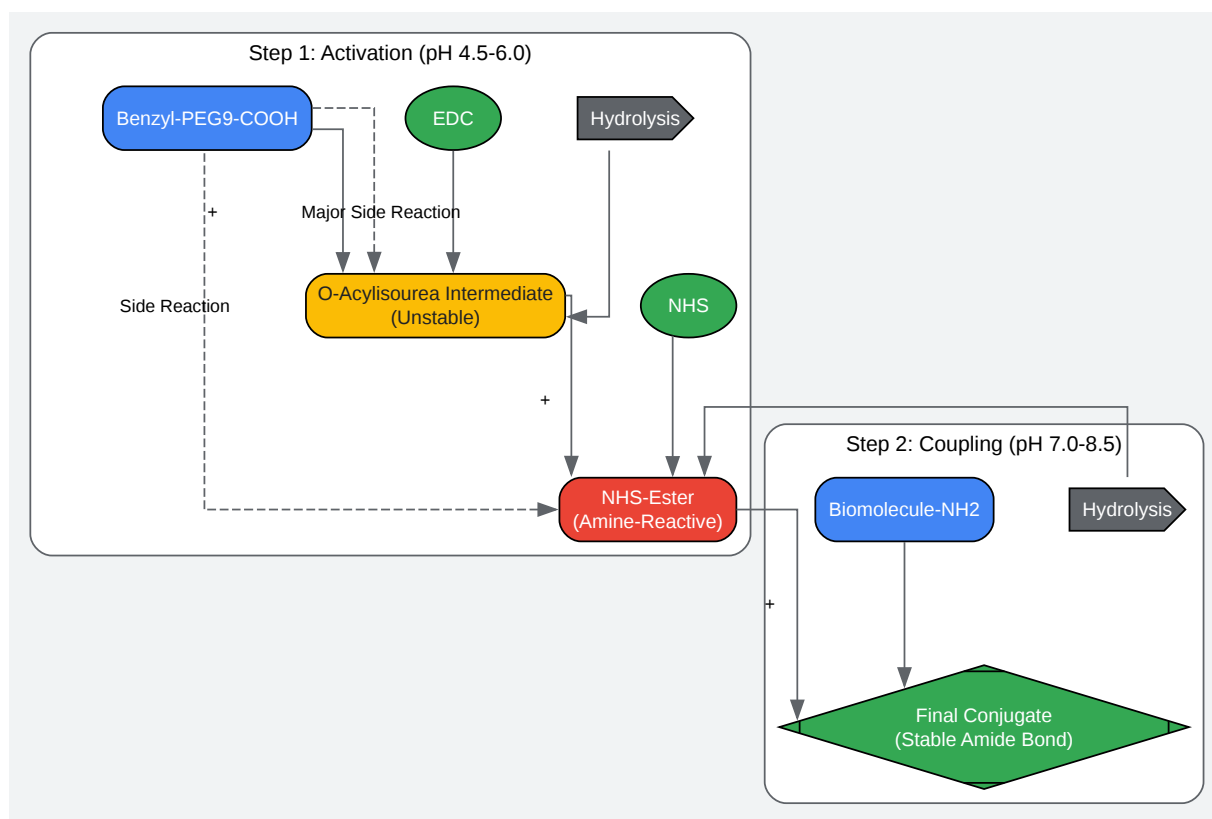 Step 1: Activation (pH 4.5-6.0)
Benzyl-PEG9-COOH
EDC
Hydrolysis
+
Major Side Reaction
O-Acylisourea Intermediate
(Unstable)
NHS
Side Reaction
+
Step 2: Coupling (pH 7.0-8.5)
NHS-Ester
(Amine-Reactive)
Biomolecule-NH2
Hydrolysis
+
Final Conjugate
(Stable Amide Bond)